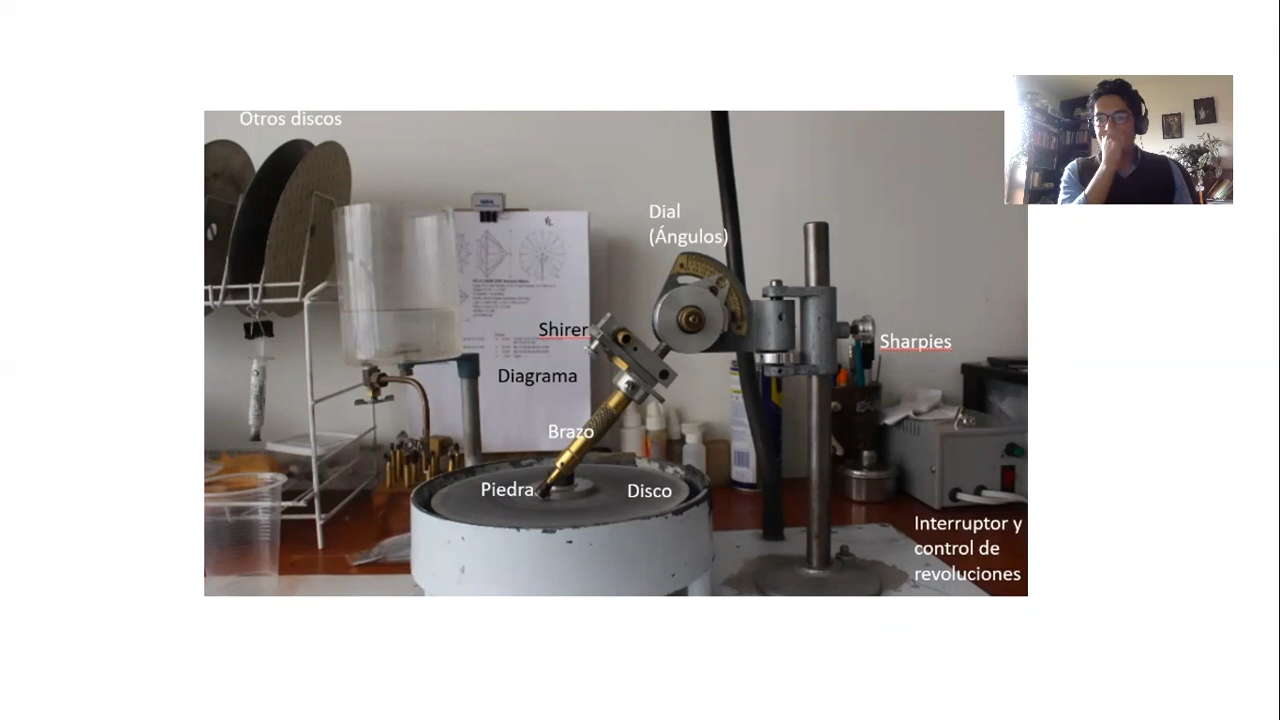 Otros discos
Dial
(Ángulos)
Shirer
Sharpies
Diagrama
Brazo
Piedra
Disco
Interruptor y
control de
revoluciones